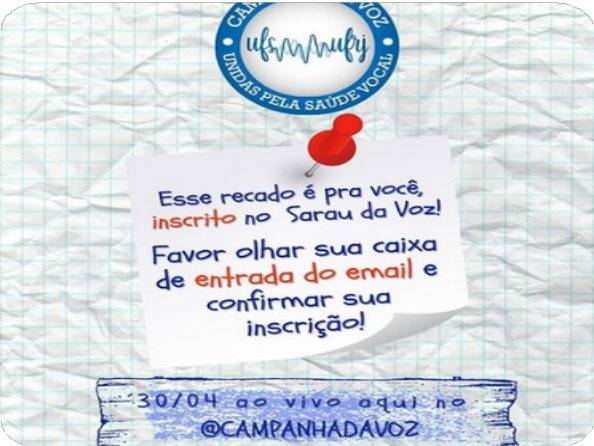 CAM
DA VOZ
ufs ufrj
UNIDAS PELA SAÚDE VOCAL
Esse recado é pra você,
inscrito no Sarau da Voz!
Favor olhar sua caixa
de entrada do email e
confirmar sua
inscrição!
30/04 ao vivo aqui no
@CAMPANHADAVOZ